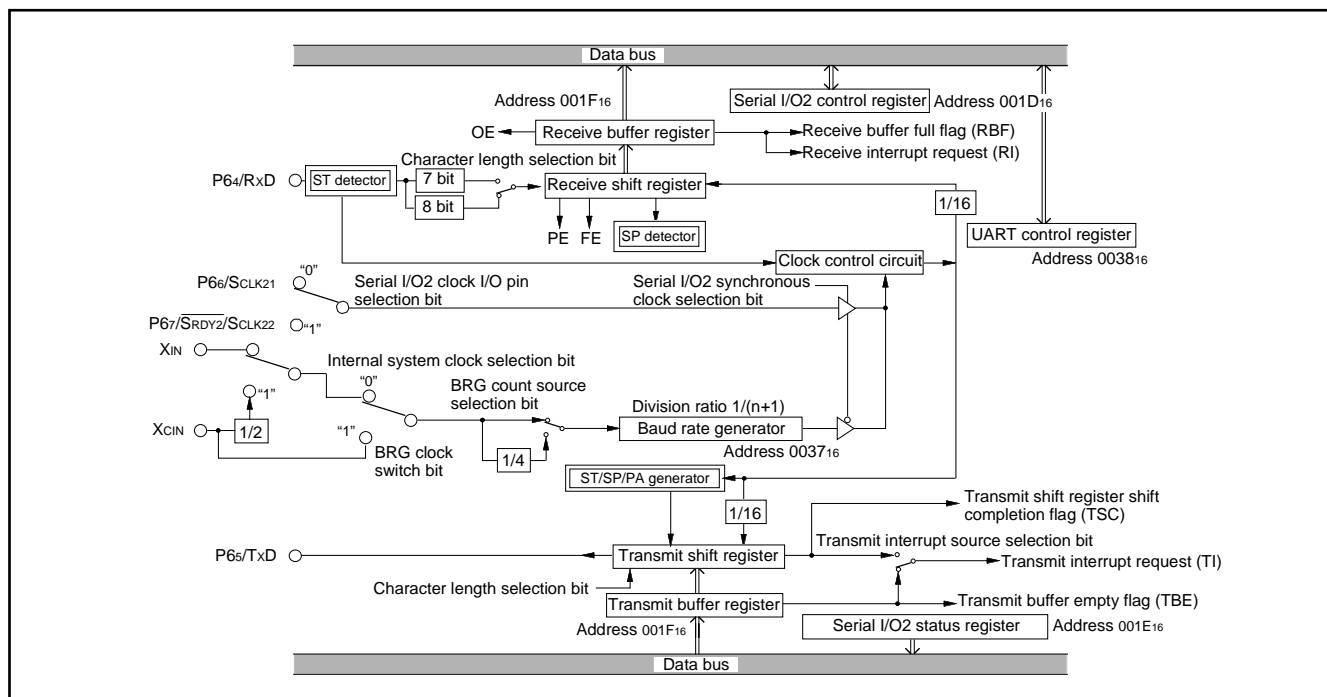 Data bus
Address 001F16
Serial I/O2 control register
Address 001D16
OE
Receive buffer register
Receive buffer full flag (RBF)
Receive interrupt request (RI)
Character length selection bit
P64/RXD
ST detector
7 bit
8 bit
Receive shift register
1/16
PE
FE
SP detector
UART control register
Address 003816
Clock control circuit
P66/SCLK21
"0"
Serial I/O2 clock I/O pin
selection bit
Serial I/O2 synchronous
clock selection bit
P67/SRDY2/SCLK22
"1"
XIN
Internal system clock selection bit
"0"
BRG count source
selection bit
Division ratio 1/(n+1)
Baud rate generator
Address 003716
"1"
XCIN
1/2
"1"
BRG clock
switch bit
1/4
ST/SP/PA generator
1/16
Transmit shift register shift
completion flag (TSC)
Transmit interrupt source selection bit
P65/TXD
Transmit shift register
Transmit interrupt request (TI)
Character length selection bit
Transmit buffer register
Transmit buffer empty flag (TBE)
Address 001F16
Serial I/O2 status register
Address 001E16
Data bus